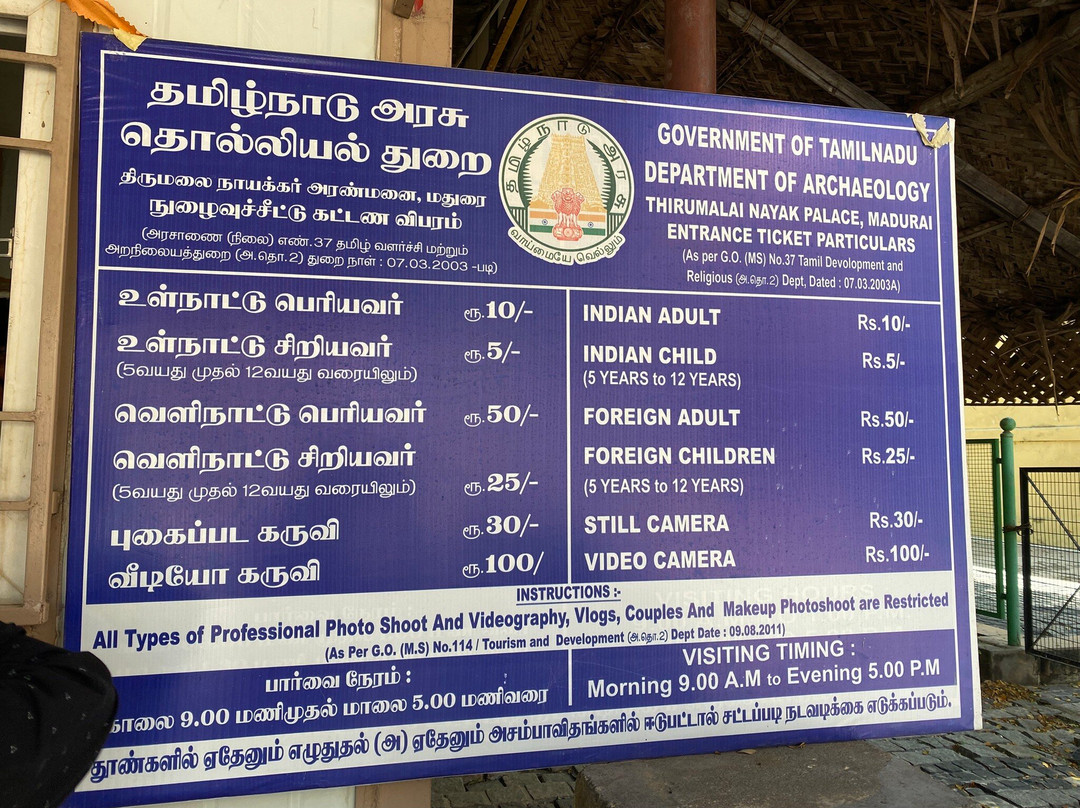 தமிழ்நாடு அரசு
தொல்லியல் துறை
திருமலை நாயக்கர் அரண்மனை, மதுரை
நுழைவுச்சீட்டு கட்டண விபரம்
(அரசாணை (நிலை) எண்.37 தமிழ் வளர்ச்சி மற்றும்
அறநிலையத்துறை (அ.தொ.2) துறை நாள் : 07.03.2003 -படி)
தமிழ்நாடு அரசு
வாய்மையே வெல்லும்
GOVERNMENT OF TAMILNADU
DEPARTMENT OF ARCHAEOLOGY
THIRUMALAI NAYAK PALACE, MADURAI
ENTRANCE TICKET PARTICULARS
(As per G.O. (MS) No.37 Tamil Devolopment and
Religious (அ.தொ.2) Dept, Dated : 07.03.2003A)
உள்நாட்டு பெரியவர் ரூ.10/-
உள்நாட்டு சிறியவர் ரூ.5/-
(5வயது முதல் 12வயது வரையிலும்)
வெளிநாட்டு பெரியவர் ரூ.50/-
வெளிநாட்டு சிறியவர்
(5வயது முதல் 12வயது வரையிலும்) ரூ.25/-
புகைப்பட கருவி ரூ.30/-
வீடியோ கருவி ரூ.100/
INDIAN ADULT Rs.10/-
INDIAN CHILD Rs.5/-
(5 YEARS to 12 YEARS)
FOREIGN ADULT Rs.50/-
FOREIGN CHILDREN Rs.25/-
(5 YEARS to 12 YEARS)
STILL CAMERA Rs.30/-
VIDEO CAMERA Rs.100/-
INSTRUCTIONS :-
All Types of Professional Photo Shoot And Videography, Vlogs, Couples And Makeup Photoshoot are Restricted
(As Per G.O. (M.S) No.114 / Tourism and Development (அ.தொ.2) Dept Date : 09.08.2011)
பார்வை நேரம் :
காலை 9.00 மணிமுதல் மாலை 5.00 மணிவரை
VISITING TIMING :
Morning 9.00 A.M to Evening 5.00 P.M
தூண்களில் ஏதேனும் எழுதுதல் (அ) ஏதேனும் அசம்பாவிதங்களில் ஈடுபட்டால் சட்டப்படி நடவடிக்கை எடுக்கப்படும்.